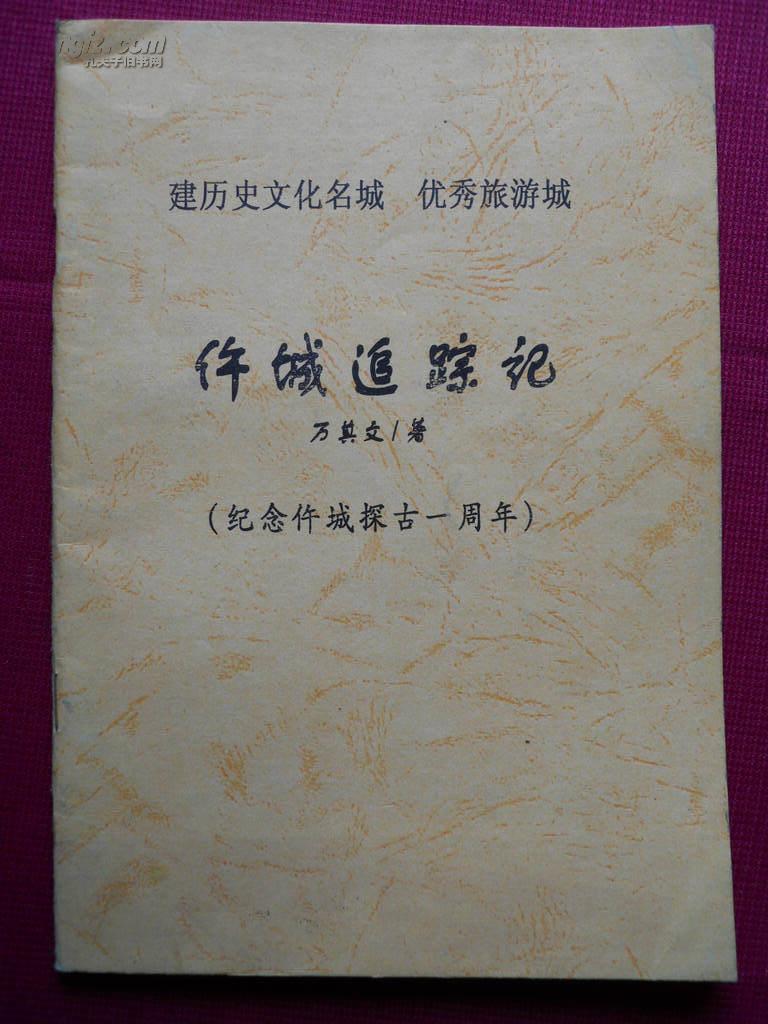 建历史文化名城 优秀旅游城
仵城追踪记
万其文/著
(纪念仵城探古一周年)